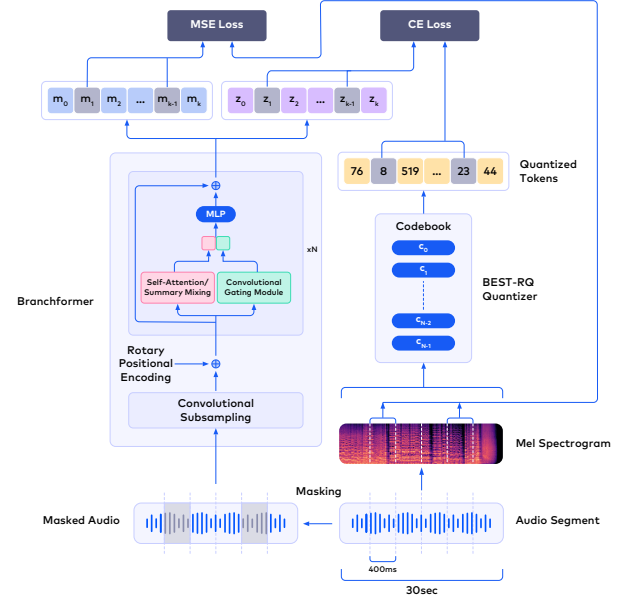 MSE Loss
CE Loss
m0 m1 m2 ... mk-1 mk
z0 z1 z2 ... zk-1 zk
76 8 519 ... 23 44
Quantized
Tokens
MLP
xN
Self-Attention/
Summary Mixing
Convolutional
Gating Module
Branchformer
Codebook
C0
C1
CN-2
CN-1
BEST-RQ
Quantizer
Rotary
Positional
Encoding
Convolutional
Subsampling
Mel Spectrogram
Masking
Masked Audio
Audio Segment
400ms
30sec